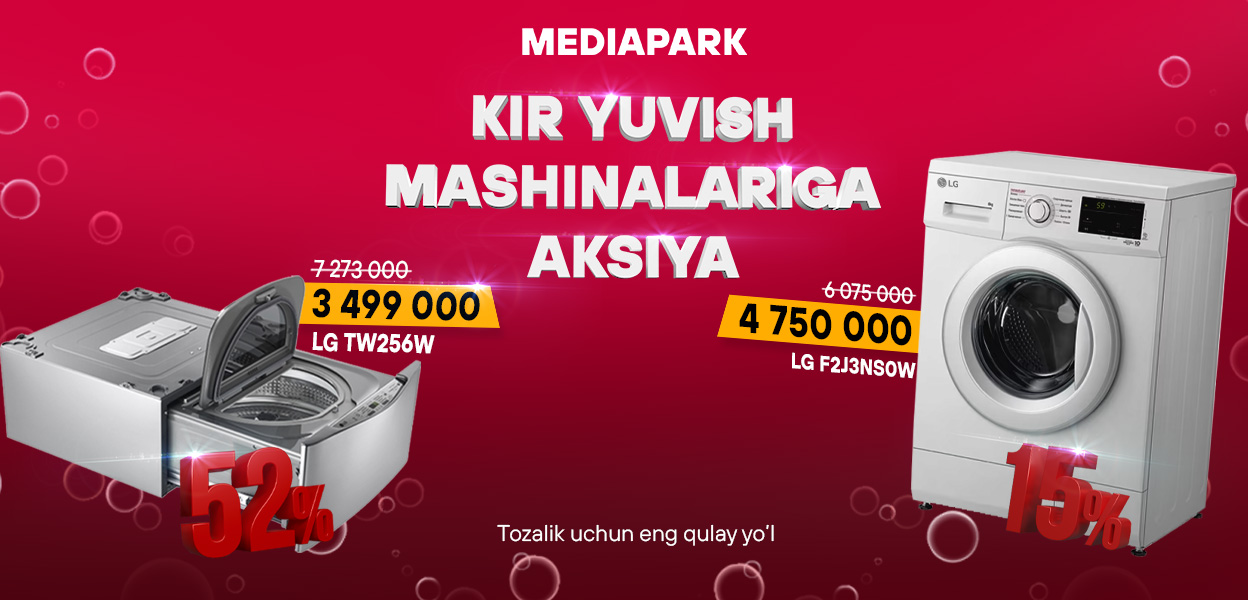 MEDIAPARK
KIR YUVISH
MASHINALARIGA
AKSIYA
7 273 000
3 499 000
LG TW256W
6 075 000
4 750 000
LG F2J3NS0W
LG
52%
15%
Tozalik uchun eng qulay yo'l